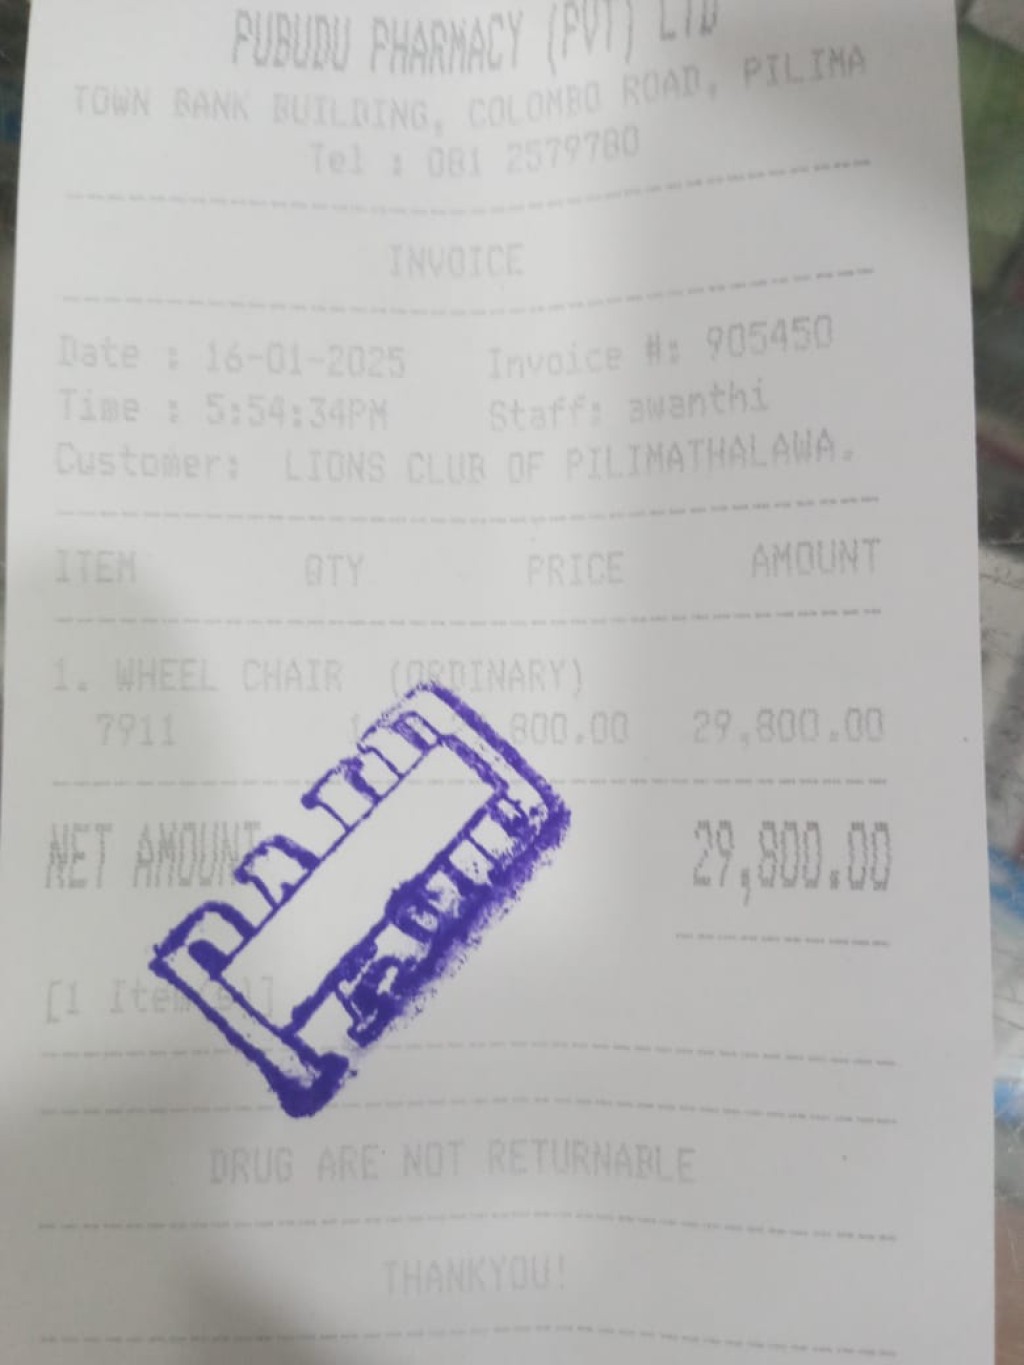 PUBUDU PHARMACY (PVT) LTD
TOWN BANK BUILDING, COLOMBO ROAD, PILIMA
Tel : 081 2579780
INVOICE
Date : 16-01-2025 Invoice #: 905450
Time : 5:54:34PM Staff: awanthi
Customer: LIONS CLUB OF PILIMATHALAWA.
ITEM QTY PRICE AMOUNT
1. WHEEL CHAIR (ORDINARY)
7911 1 800.00 29,800.00
NET AMOUNT 29,800.00
[1 Item(s)]
DRUG ARE NOT RETURNABLE
THANKYOU!